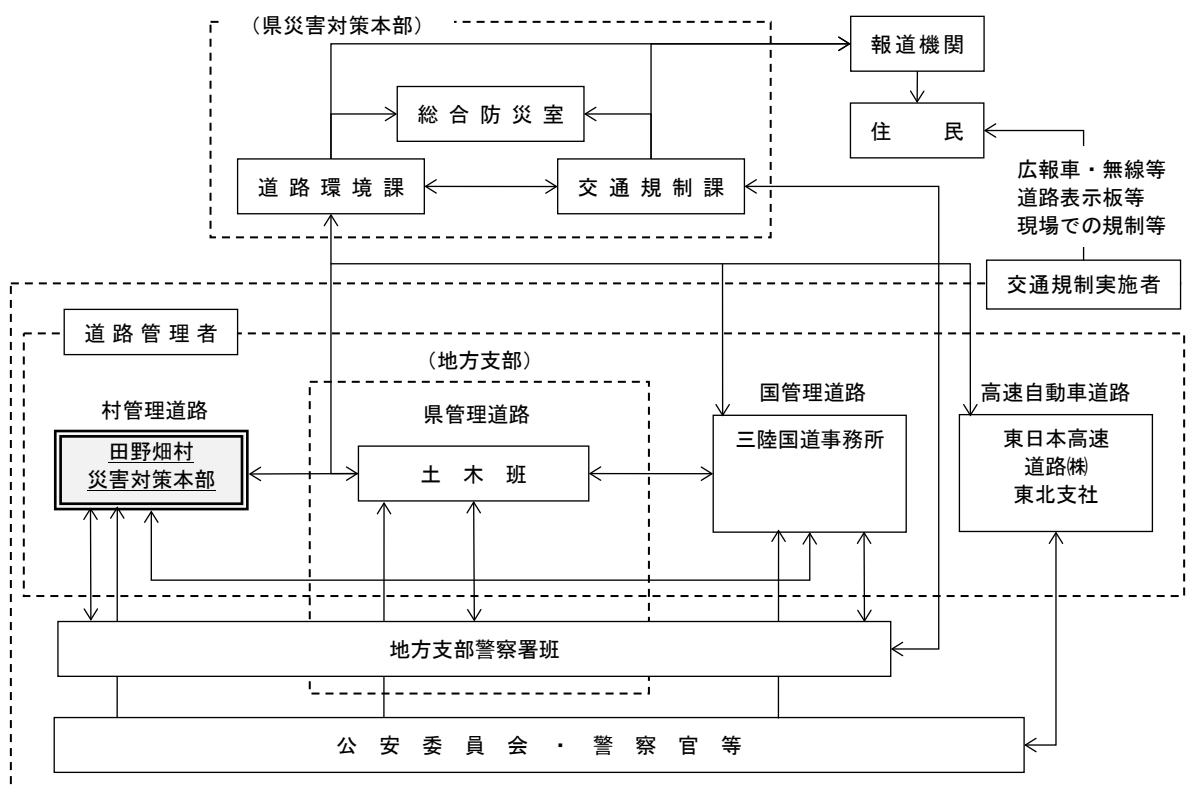 （県災害対策本部）
報道機関
総合防災室
住　　民
道路環境課
交通規制課
広報車・無線等
道路表示板等
現場での規制等
交通規制実施者
道路管理者
（地方支部）
村管理道路
県管理道路
国管理道路
高速自動車道路
田野畑村
災害対策本部
土　木　班
三陸国道事務所
東日本高速
道路㈱
東北支社
地方支部警察署班
公　安　委　員　会　・　警　察　官　等